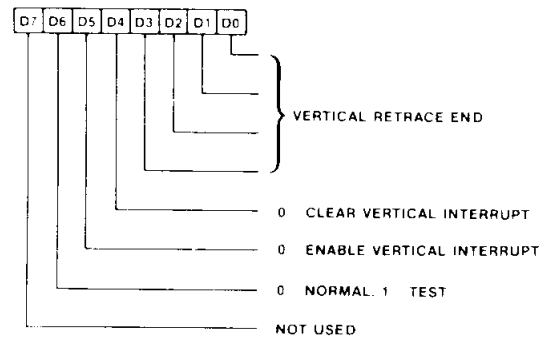 D7 D6 D5 D4 D3 D2 D1 D0
VERTICAL RETRACE END
0 CLEAR VERTICAL INTERRUPT
0 ENABLE VERTICAL INTERRUPT
0 NORMAL. 1 TEST
NOT USED